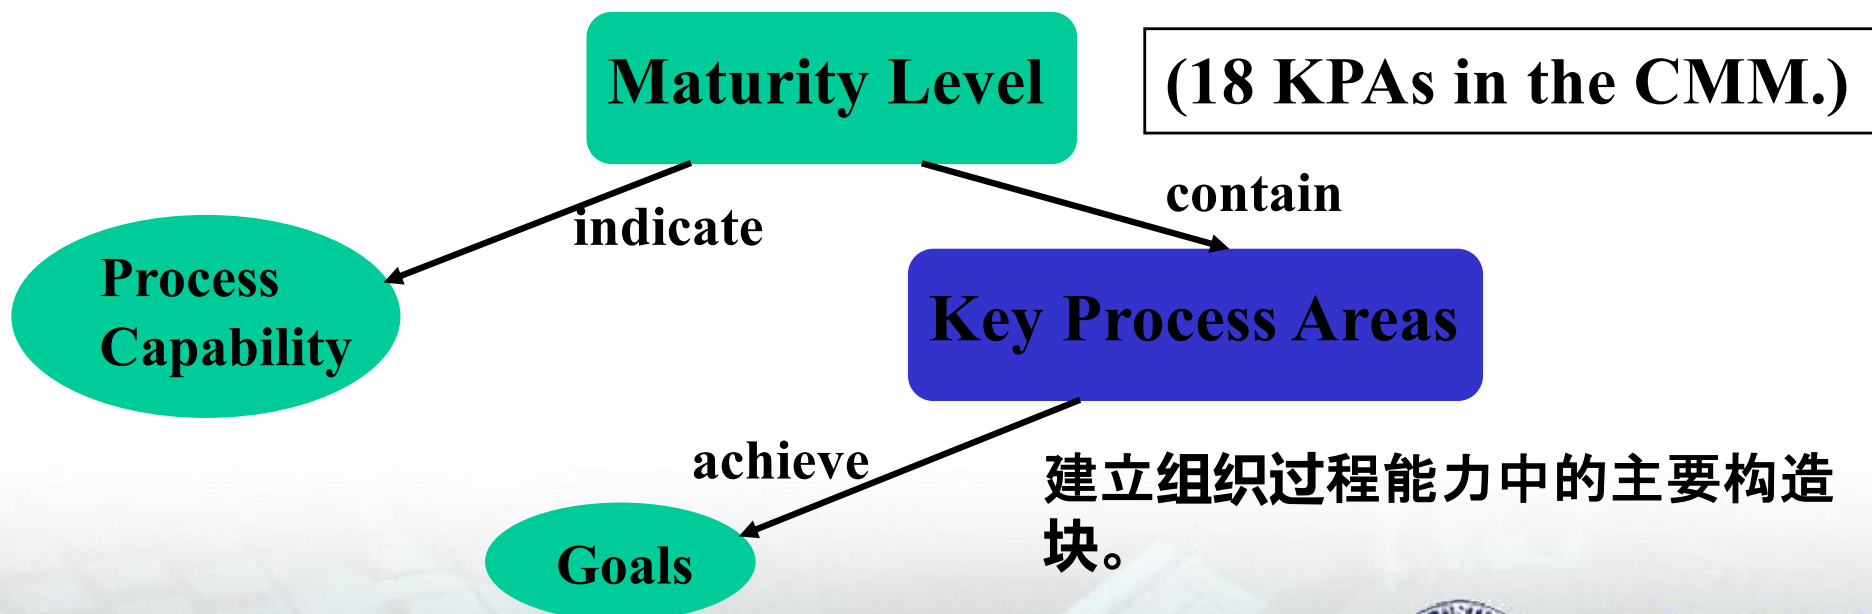 Maturity Level
(18 KPAs in the CMM.)
contain
indicate
Process
Capability
Key Process Areas
achieve
建立组织过程能力中的主要构造
块。
Goals